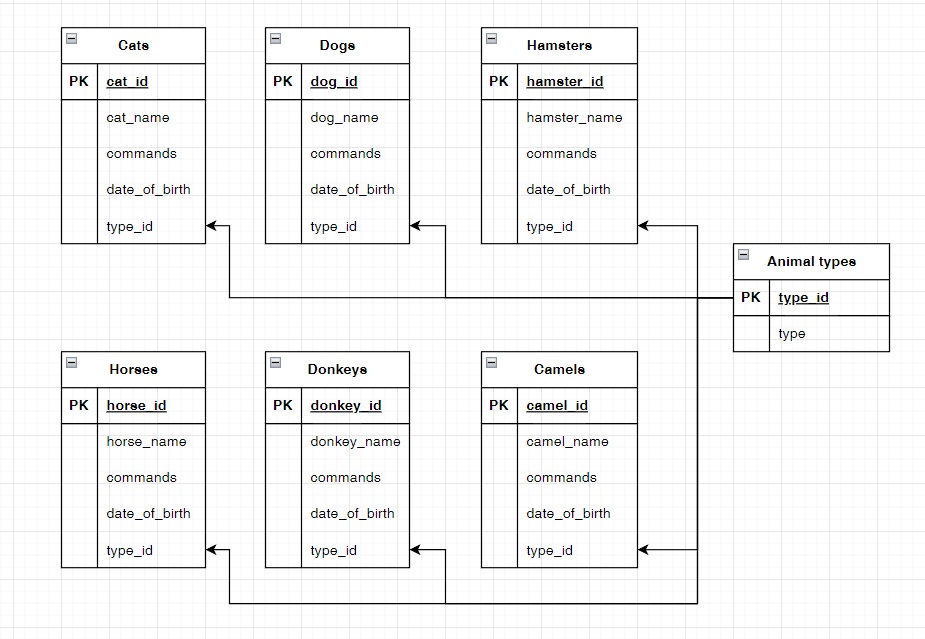 Cats
PK cat_id
cat_name
commands
date_of_birth
type_id
Dogs
PK dog_id
dog_name
commands
date_of_birth
type_id
Hamsters
PK hamster_id
hamster_name
commands
date_of_birth
type_id
Animal types
PK type_id
type
Horses
PK horse_id
horse_name
commands
date_of_birth
type_id
Donkeys
PK donkey_id
donkey_name
commands
date_of_birth
type_id
Camels
PK camel_id
camel_name
commands
date_of_birth
type_id